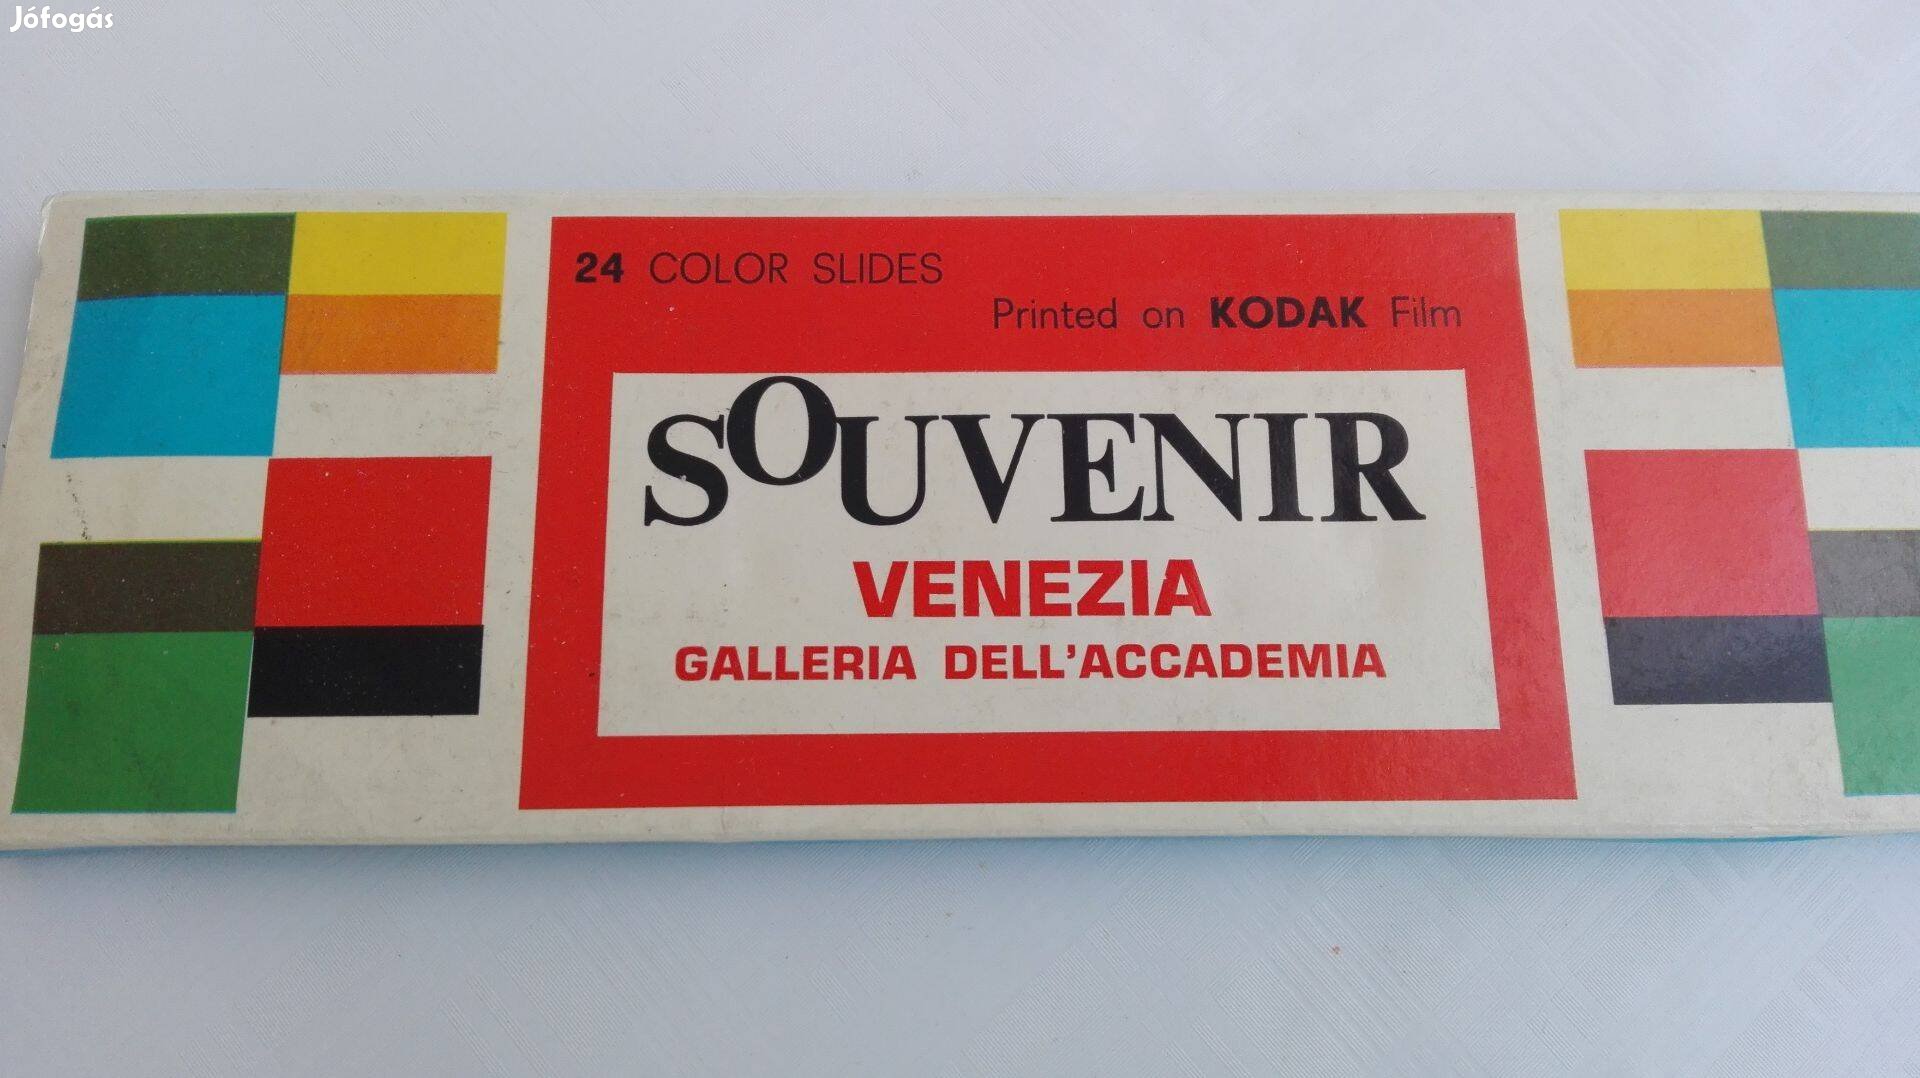 Jófogás
24 COLOR SLIDES
Printed on KODAK Film
SOUVENIR
VENEZIA
GALLERIA DELL'ACCADEMIA